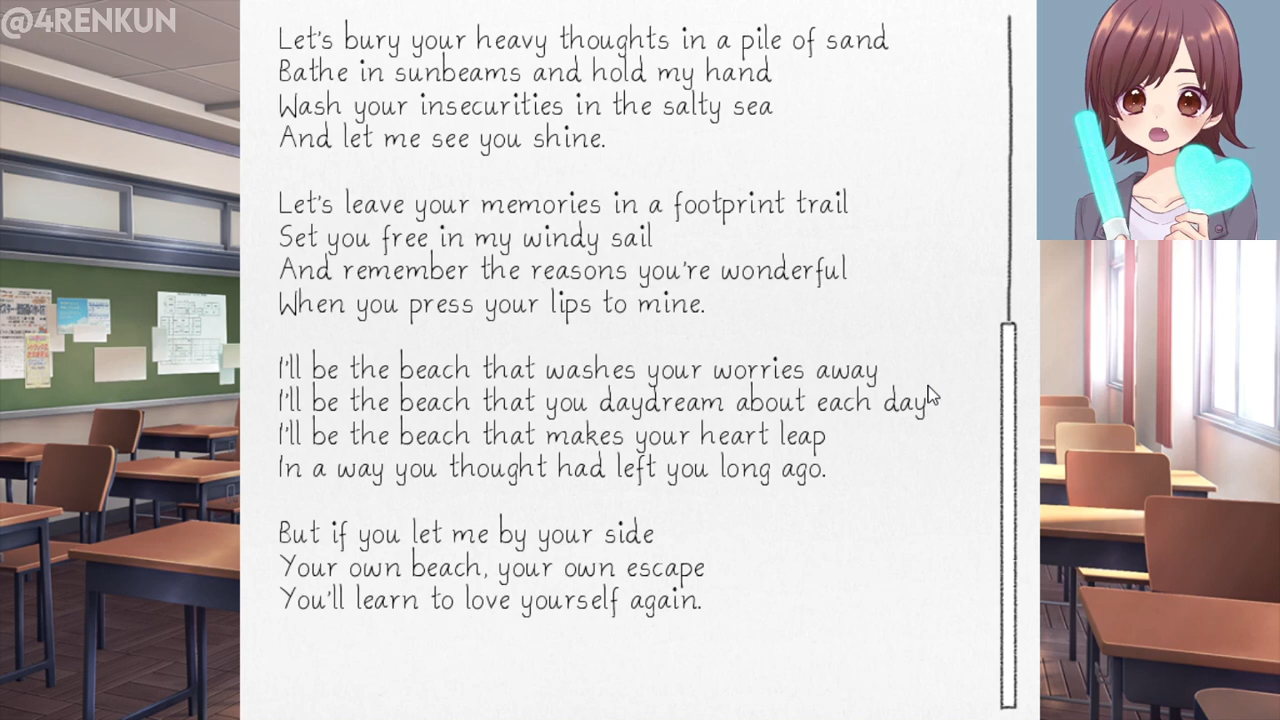 @4RENKUN
Let's bury your heavy thoughts in a pile of sand
Bathe in sunbeams and hold my hand
Wash your insecurities in the salty sea
And let me see you shine.
Let's leave your memories in a footprint trail
Set you free in my windy sail
And remember the reasons you're wonderful
When you press your lips to mine.
I'll be the beach that washes your worries away
I'll be the beach that you daydream about each day
I'll be the beach that makes your heart leap
In a way you thought had left you long ago.
But if you let me by your side
Your own beach, your own escape
You'll learn to love yourself again.